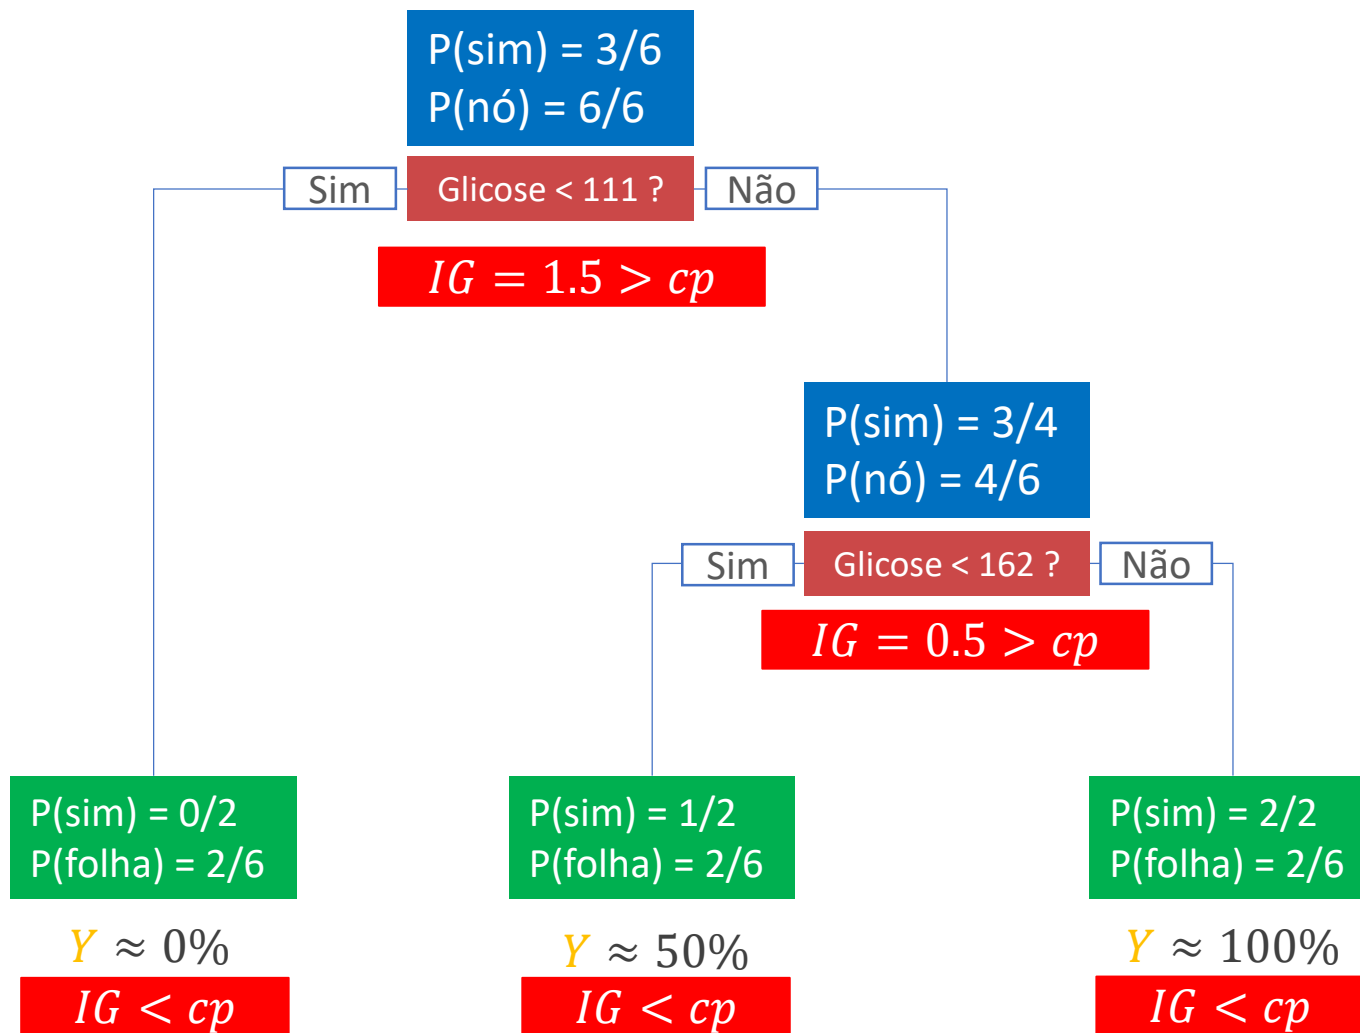 P(sim) = 3/6
P(nó) = 6/6
Sim
Glicose < 111 ?
Não
IG = 1.5 > cp
P(sim) = 3/4
P(nó) = 4/6
Sim
Glicose < 162 ?
Não
IG = 0.5 > cp
P(sim) = 0/2
P(folha) = 2/6
Y ≈ 0%
IG < cp
P(sim) = 1/2
P(folha) = 2/6
Y ≈ 50%
IG < cp
P(sim) = 2/2
P(folha) = 2/6
Y ≈ 100%
IG < cp